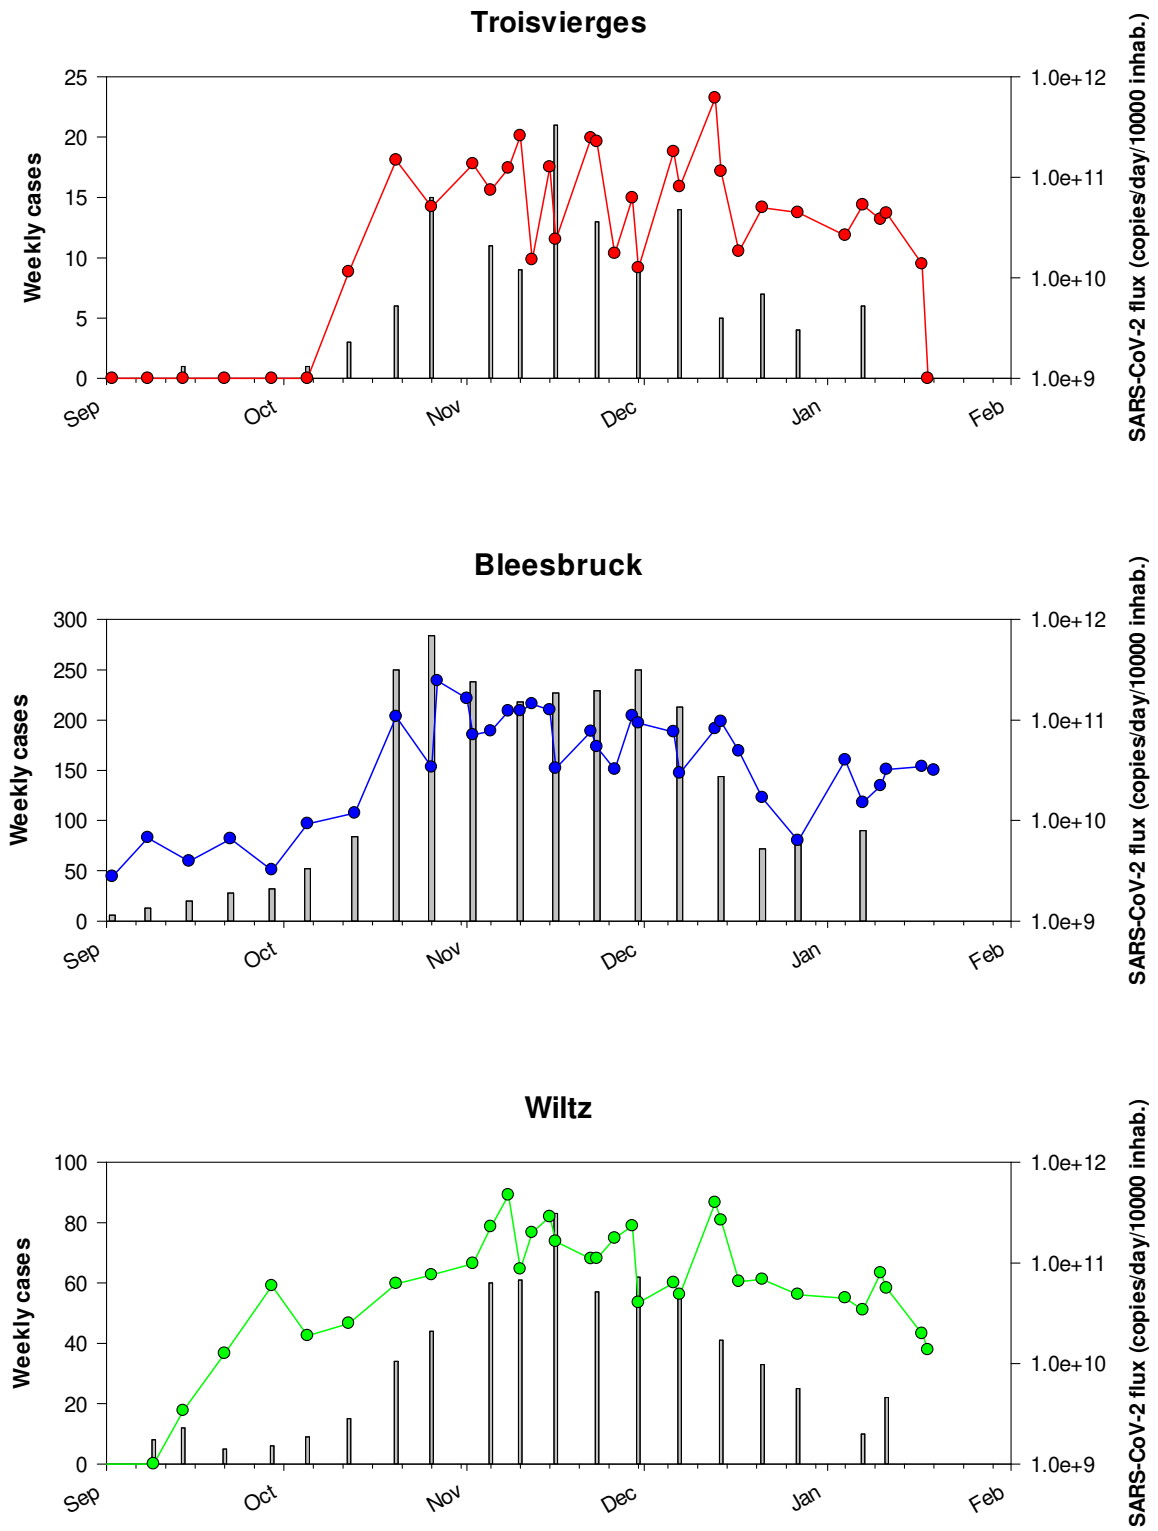 Troisvierges
Weekly cases
25
20
15
10
5
0
1.0e+12
1.0e+11
1.0e+10
1.0e+9
SARS-CoV-2 flux (copies/day/10000 inhab.)
Sep
Oct
Nov
Dec
Jan
Feb
Bleesbruck
Weekly cases
300
250
200
150
100
50
0
1.0e+12
1.0e+11
1.0e+10
1.0e+9
SARS-CoV-2 flux (copies/day/10000 inhab.)
Sep
Oct
Nov
Dec
Jan
Feb
Wiltz
Weekly cases
100
80
60
40
20
0
1.0e+12
1.0e+11
1.0e+10
1.0e+9
SARS-CoV-2 flux (copies/day/10000 inhab.)
Sep
Oct
Nov
Dec
Jan
Feb